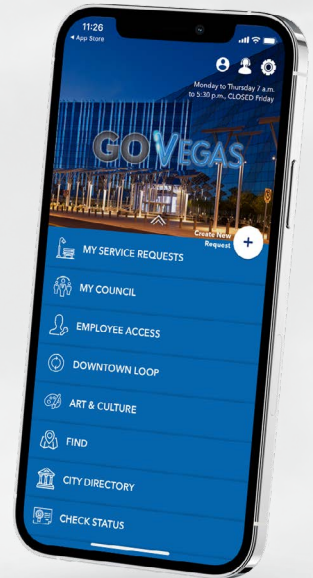 11:26
◀ App Store
Monday to Thursday 7 a.m.
to 5:30 p.m., CLOSED Friday
GO VEGAS
Create New
Request
+
MY SERVICE REQUESTS
MY COUNCIL
EMPLOYEE ACCESS
DOWNTOWN LOOP
ART & CULTURE
FIND
CITY DIRECTORY
CHECK STATUS